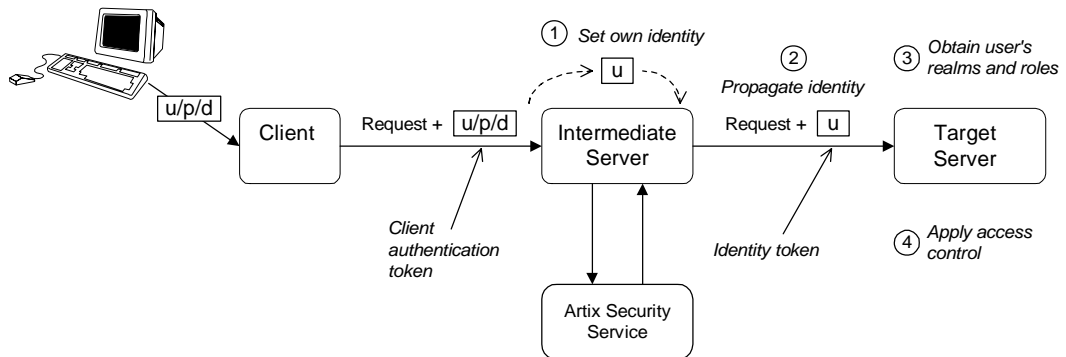 1 Set own identity
u
2
Propagate identity
3 Obtain user's
realms and roles
u/p/d
Client
Request + u/p/d
Intermediate
Server
Request + u
Target
Server
Client
authentication
token
Identity token
4 Apply access
control
Artix Security
Service